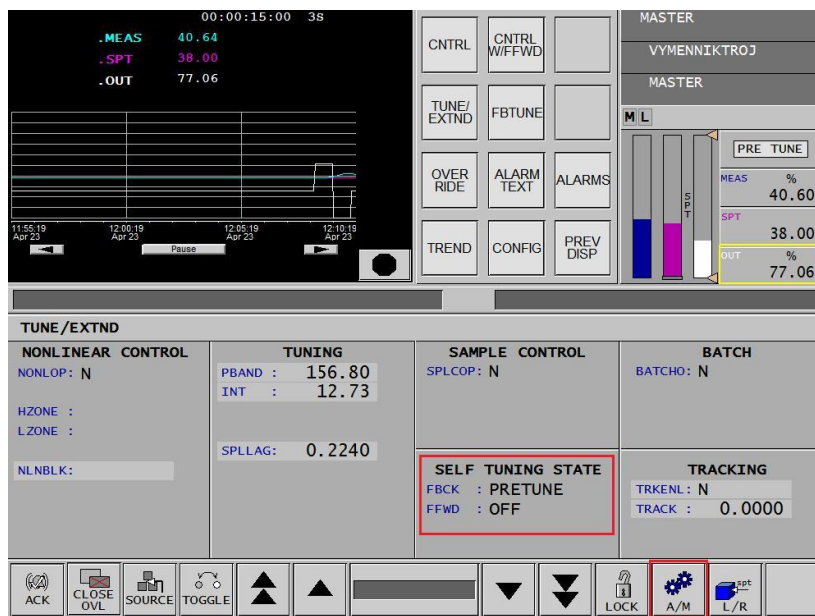 00:00:15:00 3S
.MEAS 40.64
.SPT 38.00
.OUT 77.06
11:55:19 12:00:19 12:05:19 12:10:19
Apr 23 Apr 23 Apr 23 Apr 23
Pause
CNTRL
CNTRL
W/FFWD
TUNE/
EXTND
FBTUNE
OVER
RIDE
ALARM
TEXT
ALARMS
TREND
CONFIG
PREV
DISP
MASTER
VYMENNIKTROJ
MASTER
M L
PRE TUNE
MEAS %
40.60
SPT
SPT
38.00
OUT %
77.06
TUNE/EXTND
NONLINEAR CONTROL
NONLOP: N
HZONE :
LZONE :
NLNBLK:
TUNING
PBAND : 156.80
INT : 12.73
SPLLAG: 0.2240
SAMPLE CONTROL
SPLCOP: N
SELF TUNING STATE
FBCK : PRETUNE
FFWD : OFF
BATCH
BATCHO: N
TRACKING
TRKENL: N
TRACK : 0.0000
ACK
CLOSE
OVL
SOURCE
TOGGLE
LOCK
A/M
spt
L/R